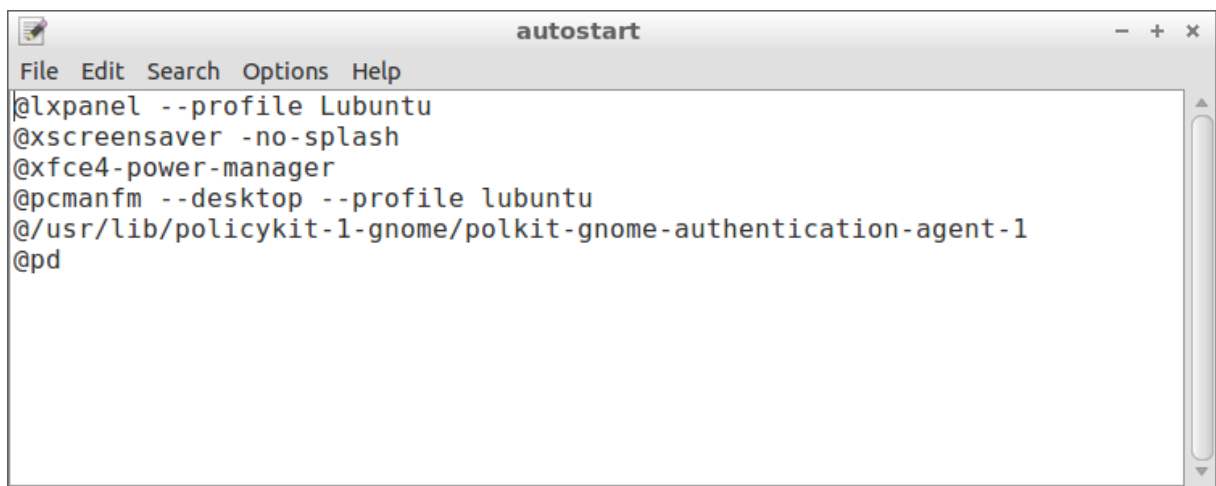 autostart
File Edit Search Options Help
@lxpanel --profile Lubuntu
@xscreensaver -no-splash
@xfce4-power-manager
@pcmanfm --desktop --profile lubuntu
@/usr/lib/policykit-1-gnome/polkit-gnome-authentication-agent-1
@pd